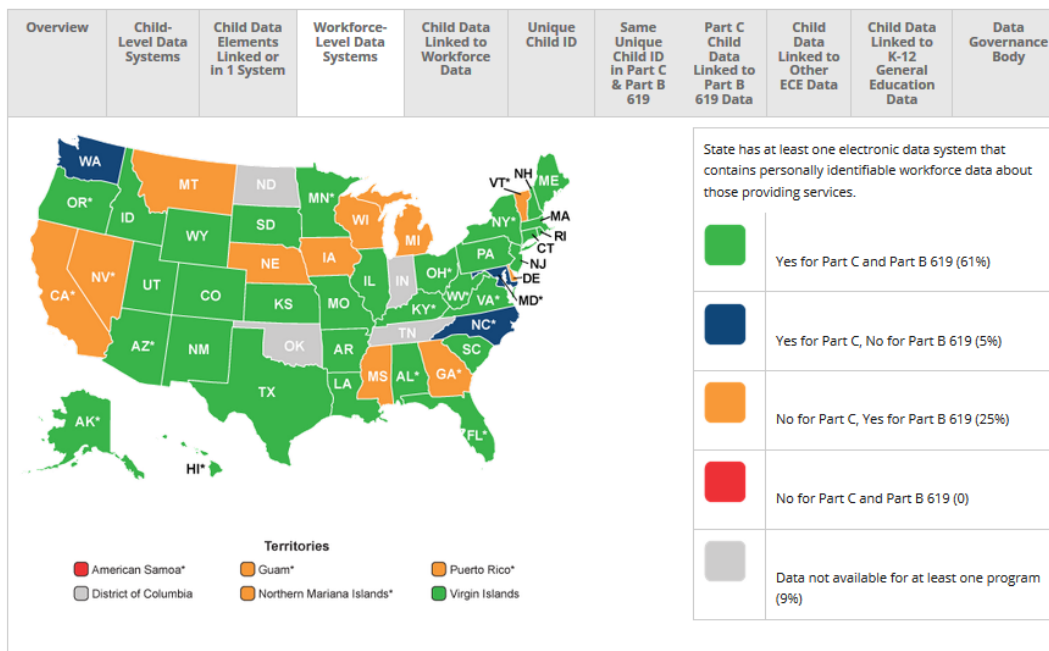 Overview
Child-
Level Data
Systems
Child Data
Elements
Linked or
in 1 System
Workforce-
Level Data
Systems
Child Data
Linked to
Workforce
Data
Unique
Child ID
Same
Unique
Child ID
in Part C
& Part B
619
Part C
Child
Data
Linked to
Part B
619 Data
Child
Data
Linked to
Other
ECE Data
Child Data
Linked to
K-12
General
Education
Data
Data
Governance
Body
WA
MT
ND
MN*
VT*
NH
ME
OR*
ID
WY
SD
WI
MI
NY*
MA
RI
CT
NV*
CA*
UT
CO
NE
IA
IL
IN
OH*
PA
NJ
DE
MD*
KS
MO
KY*
WV*
VA*
AZ*
NM
OK
AR
TN
NC*
SC
TX
LA
MS
AL*
GA*
FL*
AK*
HI*
Territories
American Samoa*
Guam*
Puerto Rico*
District of Columbia
Northern Mariana Islands*
Virgin Islands
State has at least one electronic data system that
contains personally identifiable workforce data about
those providing services.
Yes for Part C and Part B 619 (61%)
Yes for Part C, No for Part B 619 (5%)
No for Part C, Yes for Part B 619 (25%)
No for Part C and Part B 619 (0)
Data not available for at least one program
(9%)